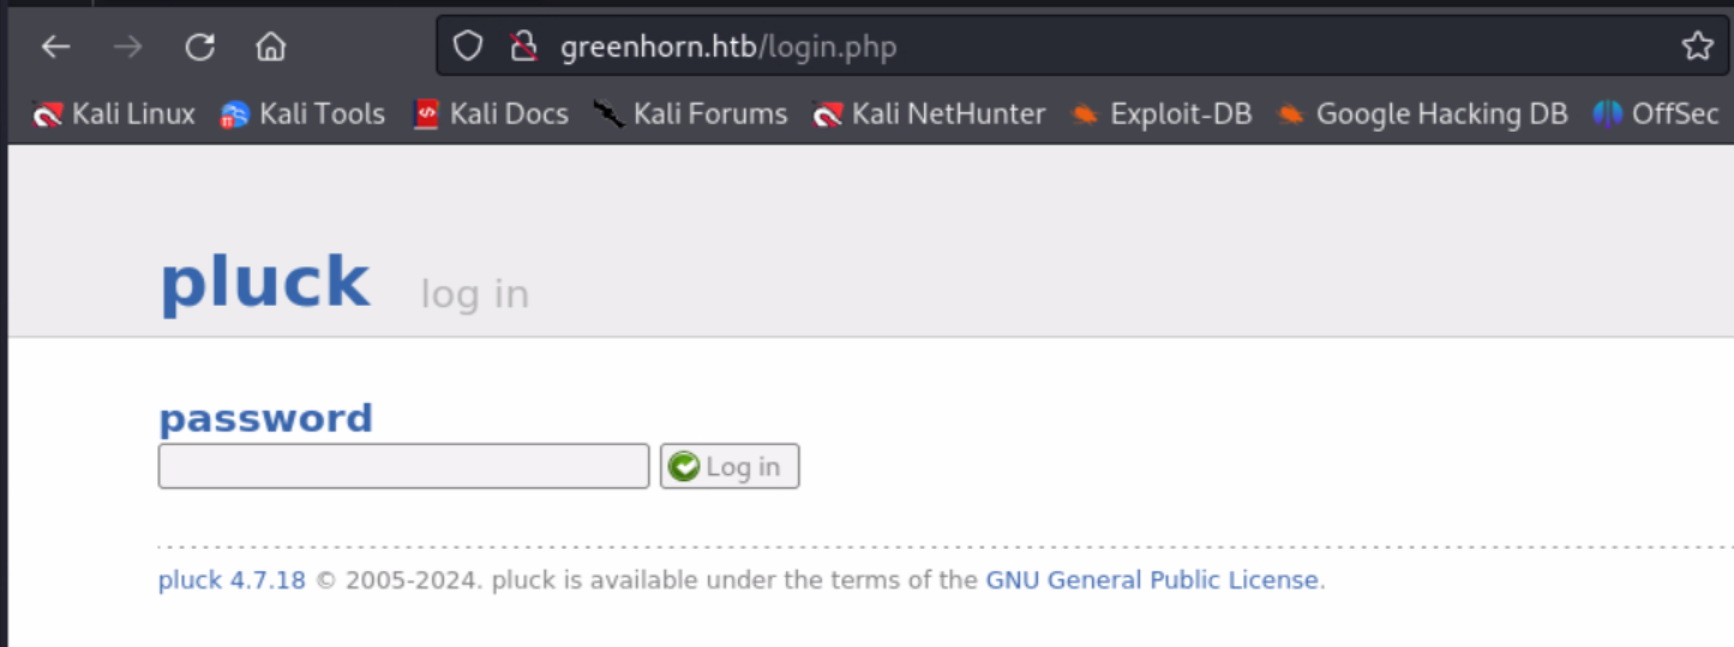 greenhorn.htb/login.php
Kali Linux Kali Tools Kali Docs Kali Forums Kali NetHunter Exploit-DB Google Hacking DB OffSec
pluck log in
password
Log in
pluck 4.7.18 © 2005-2024. pluck is available under the terms of the GNU General Public License.